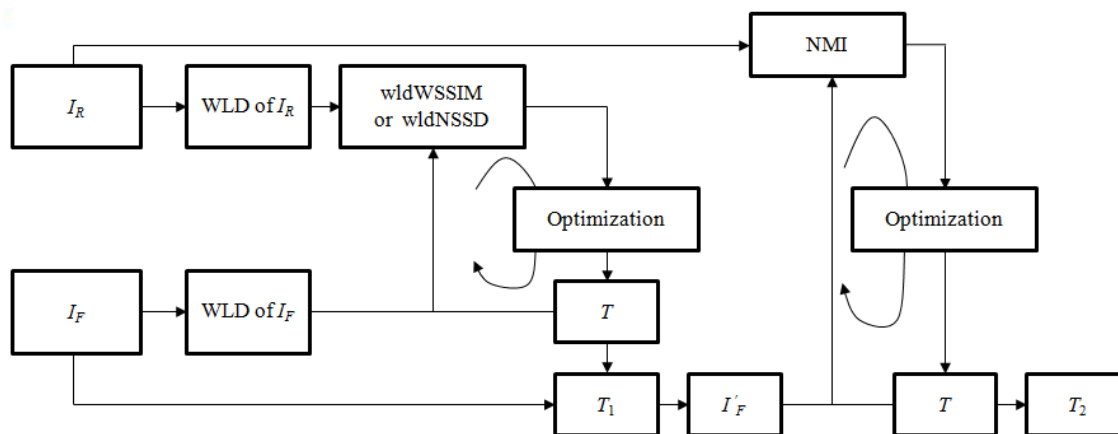 NMI
I_R
WLD of I_R
wldWSSIM
or wldNSSD
Optimization
Optimization
I_F
WLD of I_F
T
T_1
I'_F
T
T_2